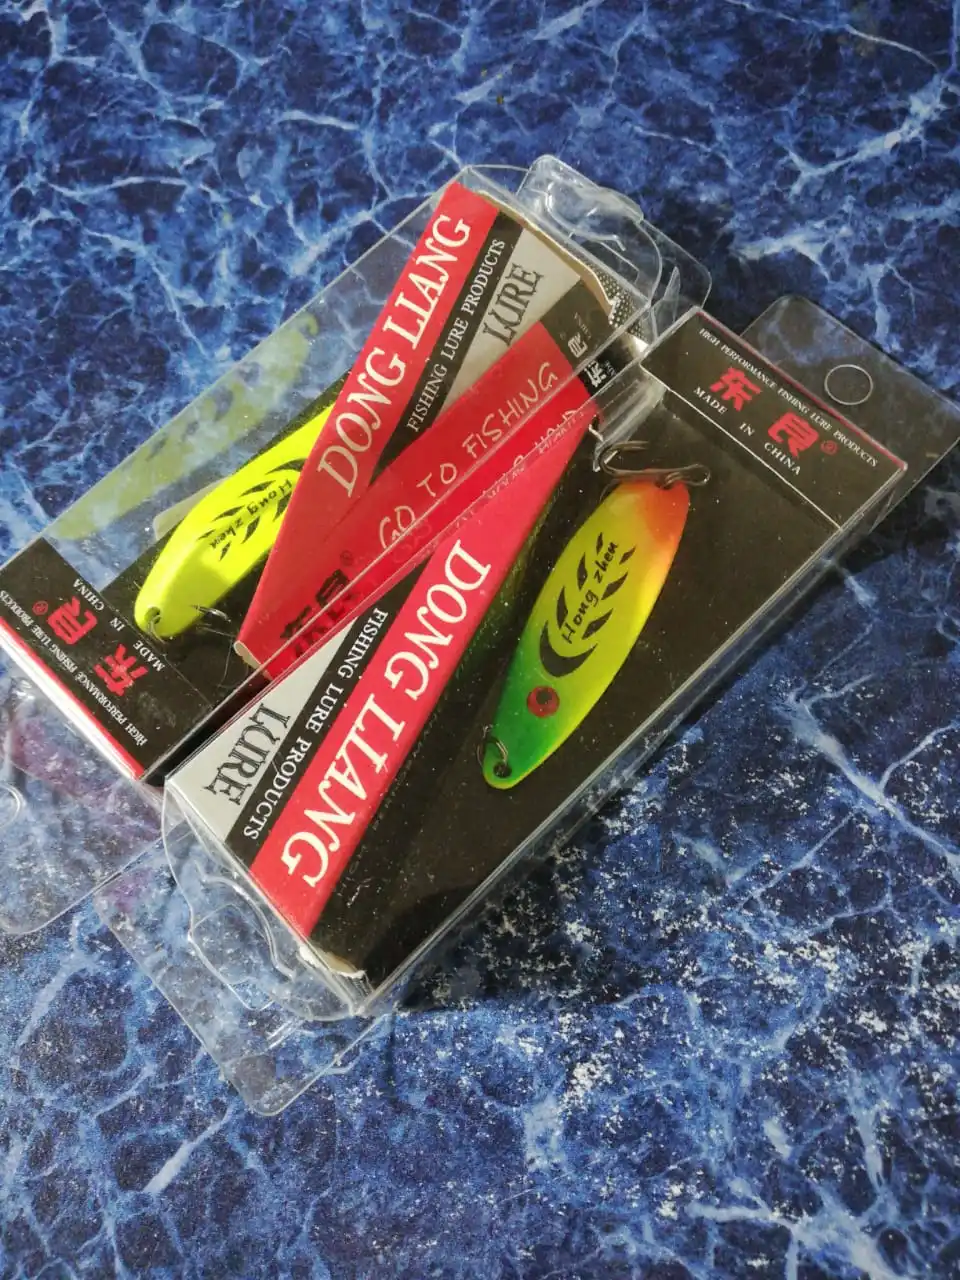 DONG LIANG
FISHING LURE PRODUCTS
LURE
GO TO FISHING
Hong zhen
东良®
MADE IN CHINA
HIGH PERFORMANCE FISHING LURE PRODUCTS
HIGH PERFORMANCE FISHING LURE PRODUCTS
东良®
MADE IN CHINA
Hong zhen
DONG LIANG
FISHING LURE PRODUCTS
LURE